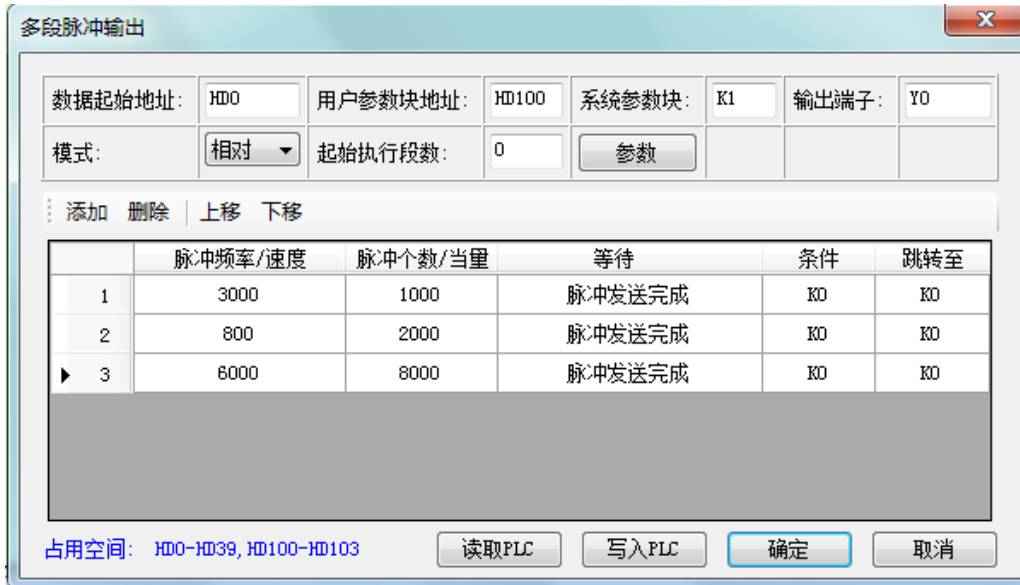 多段脉冲输出
数据起始地址: HD0 用户参数块地址: HD100 系统参数块: K1 输出端子: Y0
模式: 相对 起始执行段数: 0 参数
添加 删除 上移 下移
脉冲频率/速度 脉冲个数/当量 等待 条件 跳转至
1 3000 1000 脉冲发送完成 K0 K0
2 800 2000 脉冲发送完成 K0 K0
3 6000 8000 脉冲发送完成 K0 K0
占用空间: HD0-HD39,HD100-HD103 读取PLC 写入PLC 确定 取消